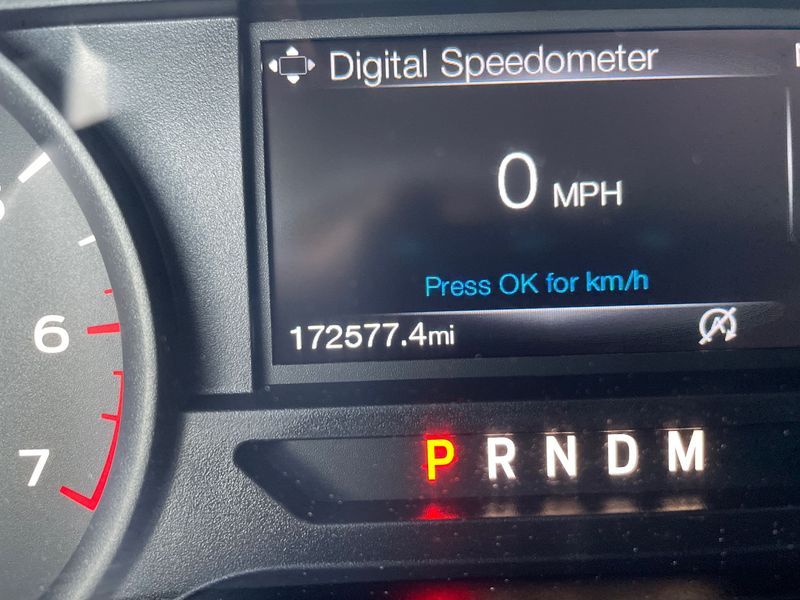 Digital Speedometer
0 MPH
Press OK for km/h
172577.4mi
6
7
P R N D M